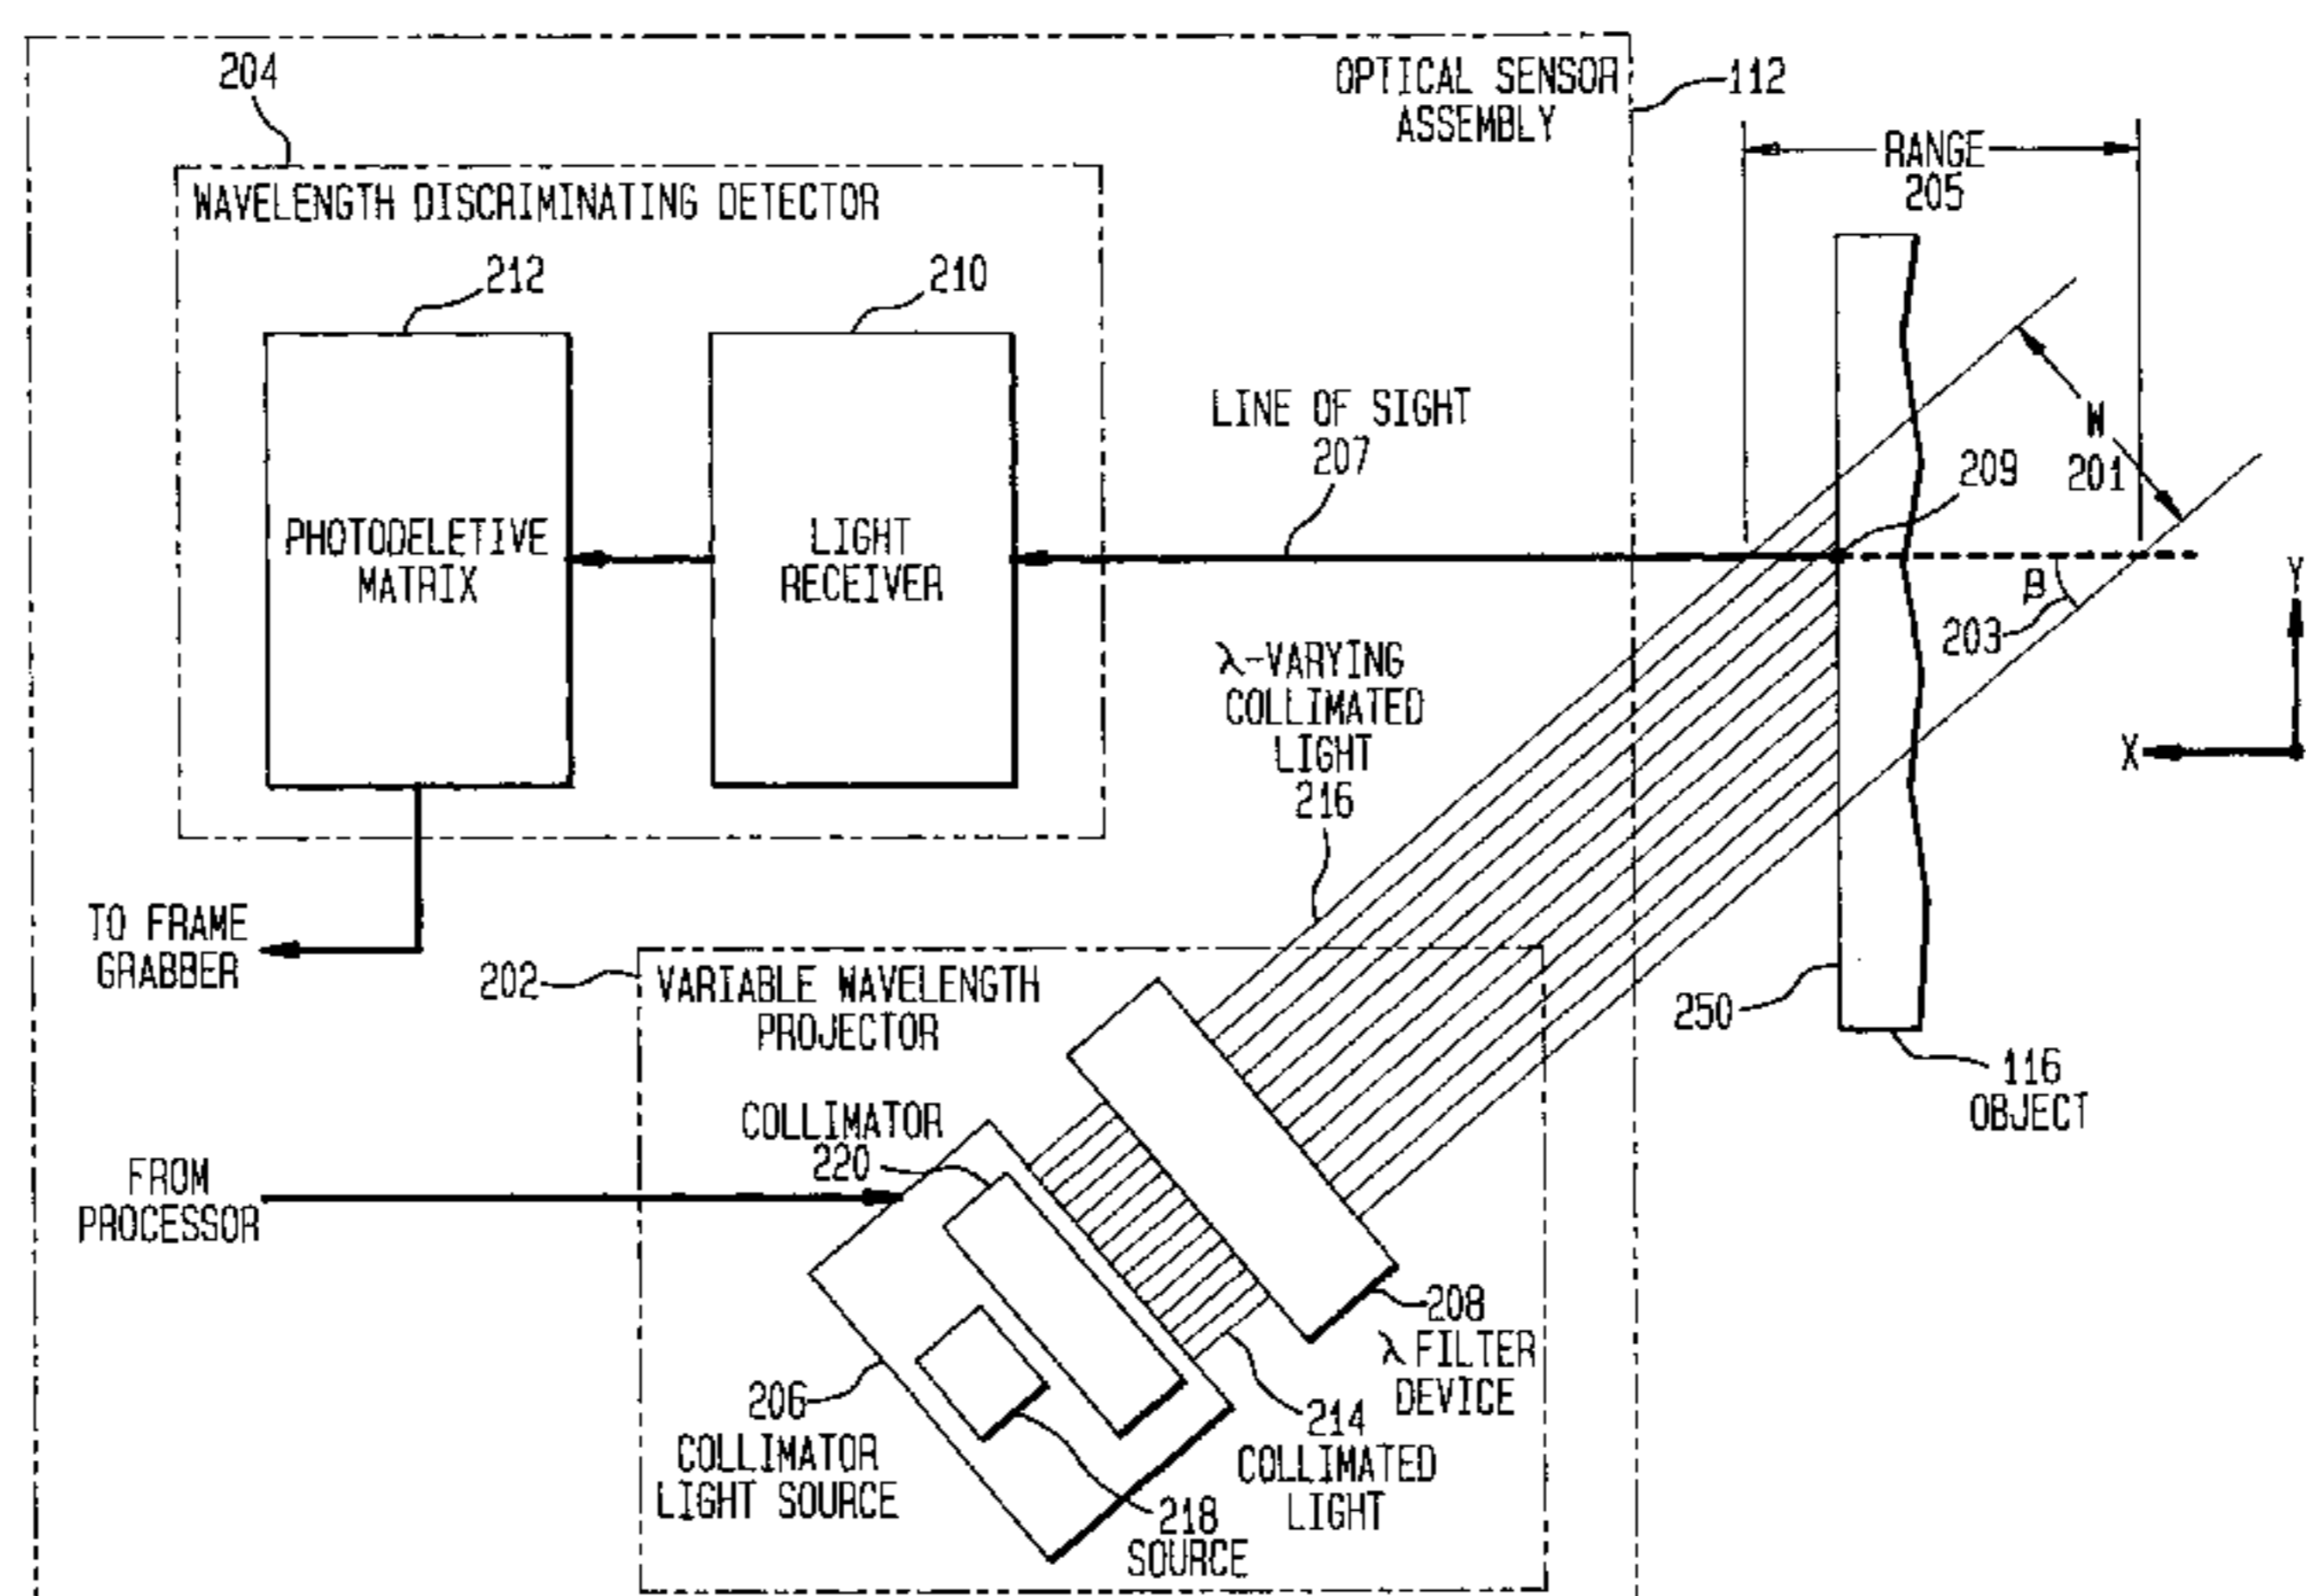 204
OPTICAL SENSOR
ASSEMBLY
112
RANGE
205
WAVELENGTH DISCRIMINATING DETECTOR
212
210
LINE OF SIGHT
207
W
201
209
PHOTODELETIVE
MATRIX
LIGHT
RECEIVER
β
203
Y
X
λ-VARYING
COLLIMATED
LIGHT
216
TO FRAME
GRABBER
202
VARIABLE WAVELENGTH
PROJECTOR
250
116
OBJECT
COLLIMATOR
220
FROM
PROCESSOR
208
λ FILTER
DEVICE
206
COLLIMATOR
LIGHT SOURCE
214
COLLIMATED
LIGHT
218
SOURCE